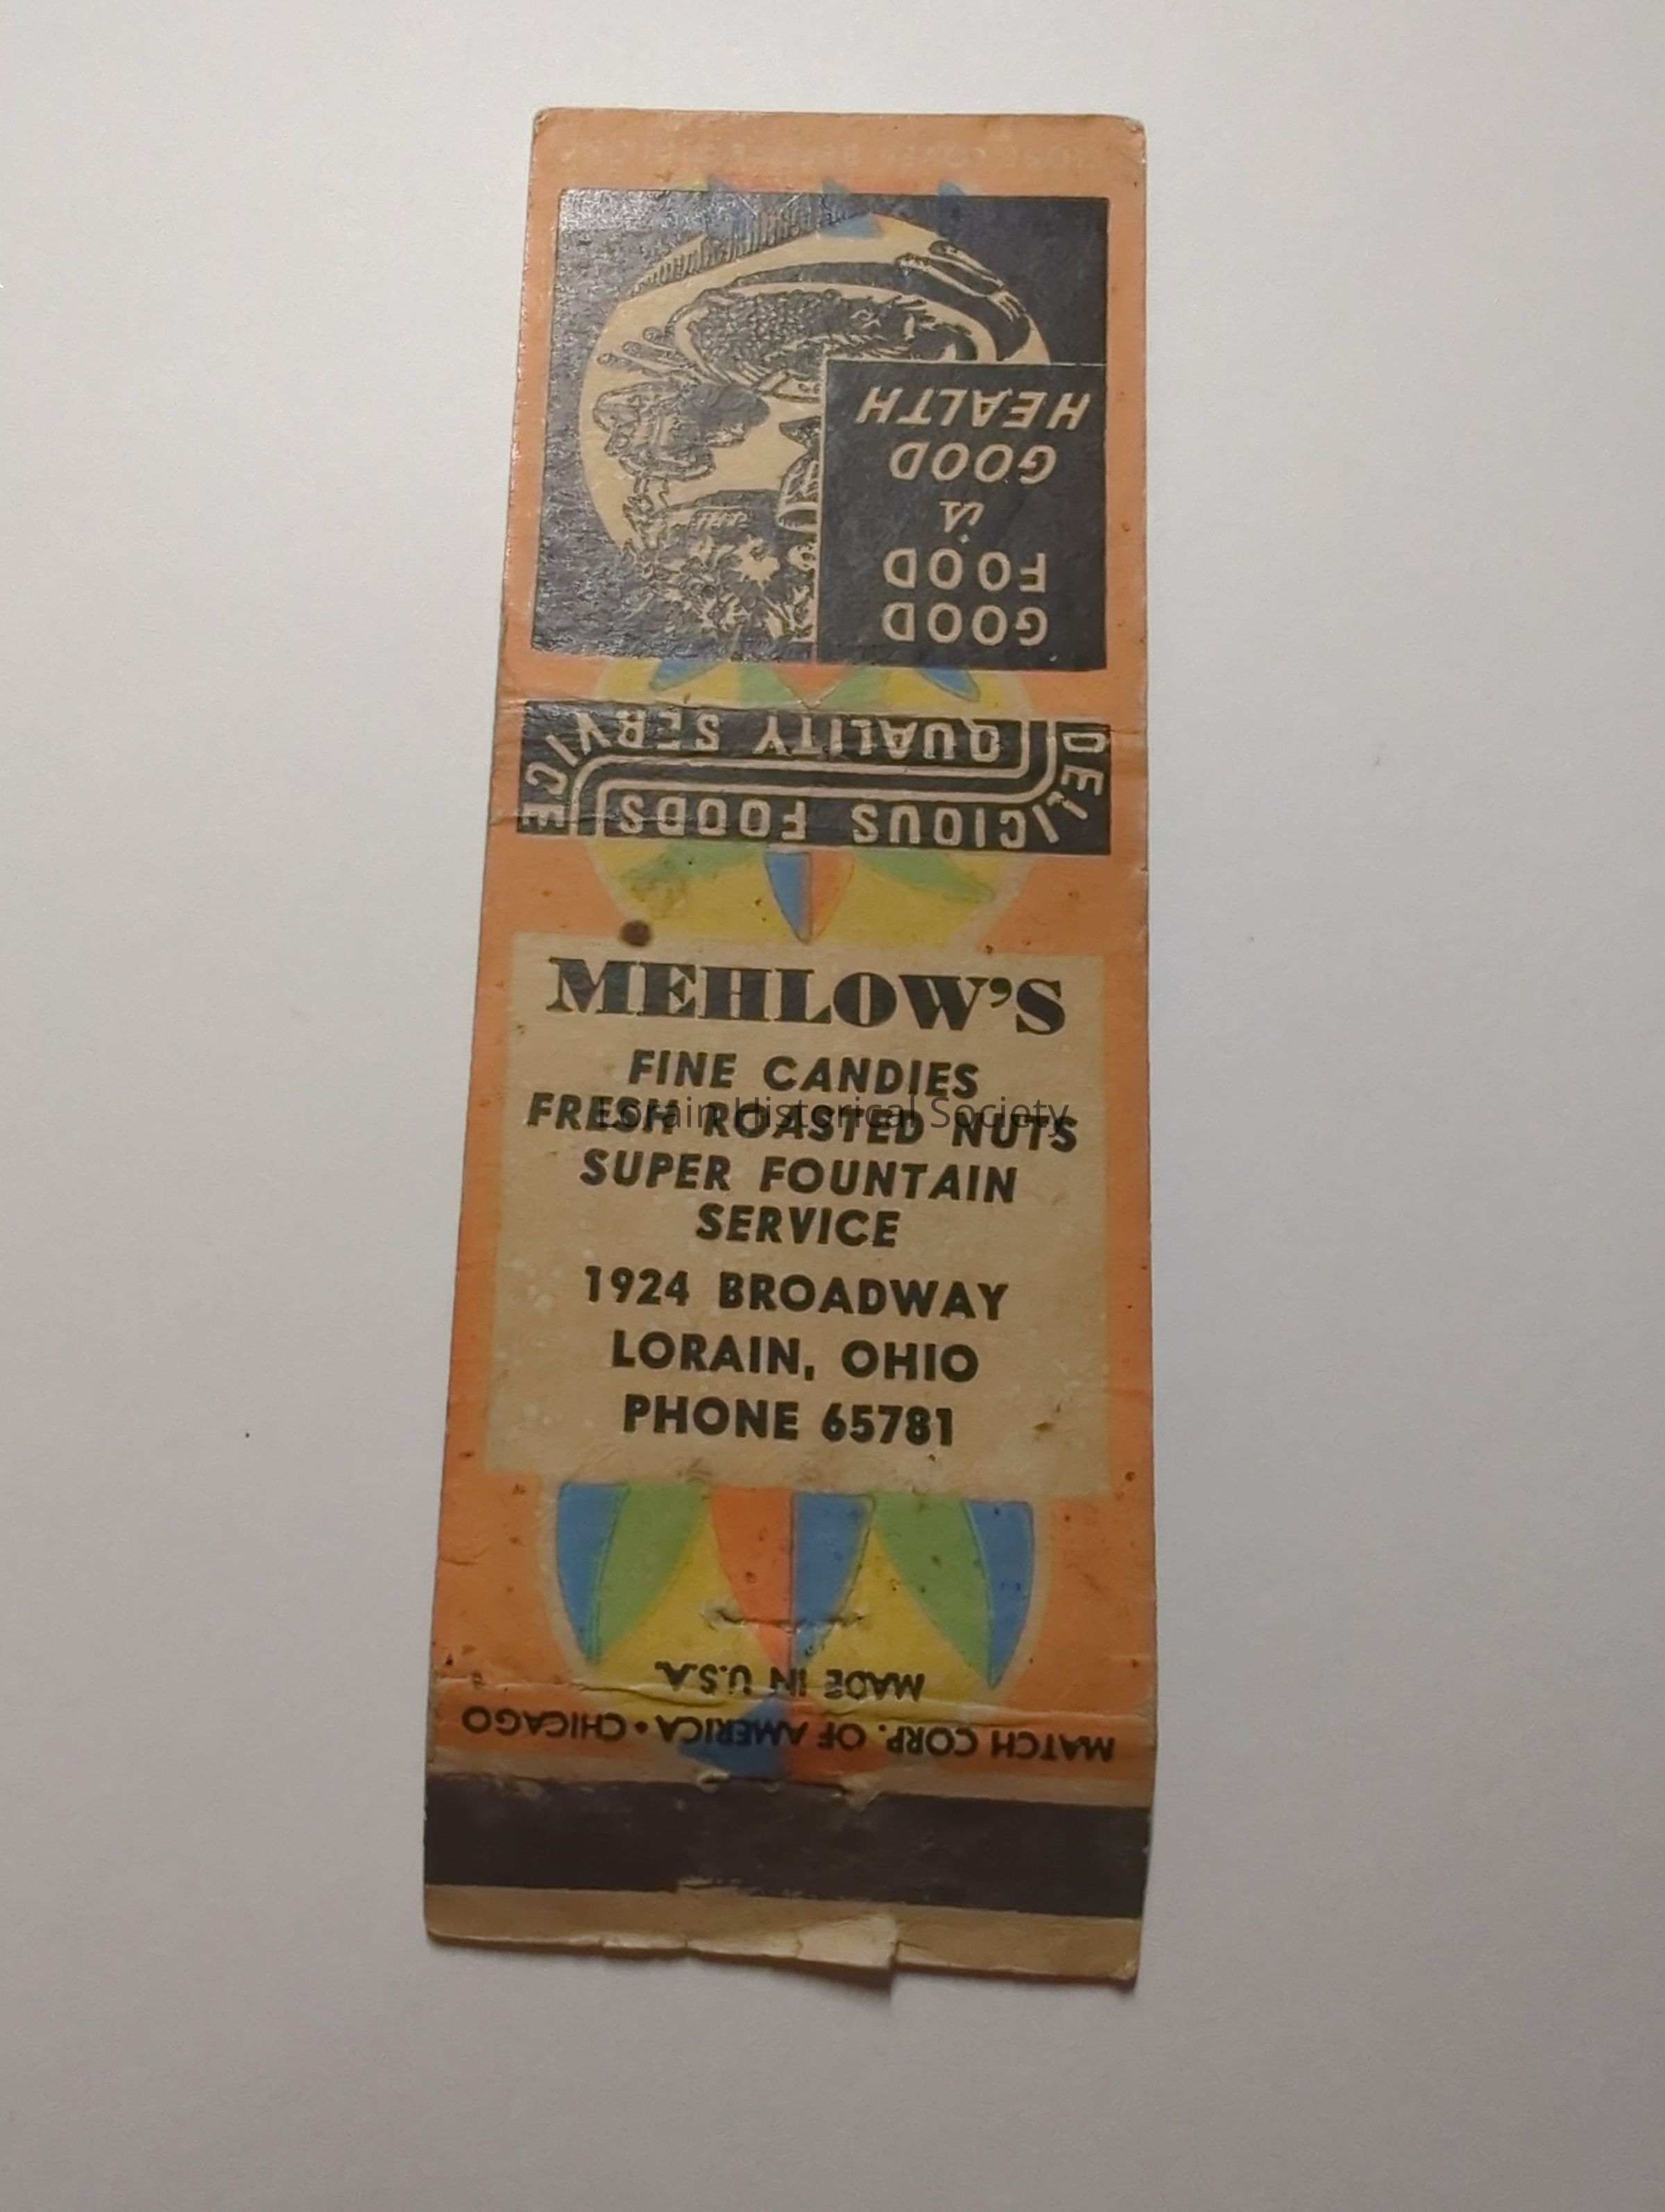 GOOD
FOOD
is
GOOD
HEALTH
DELICIOUS FOODS
QUALITY SERVICE
MEHLOW'S
FINE CANDIES
FRESH ROASTED NUTS
SUPER FOUNTAIN
SERVICE
1924 BROADWAY
LORAIN, OHIO
PHONE 65781
MADE IN U.S.A.
MATCH CORP. OF AMERICA • CHICAGO
Lorain Historical Society